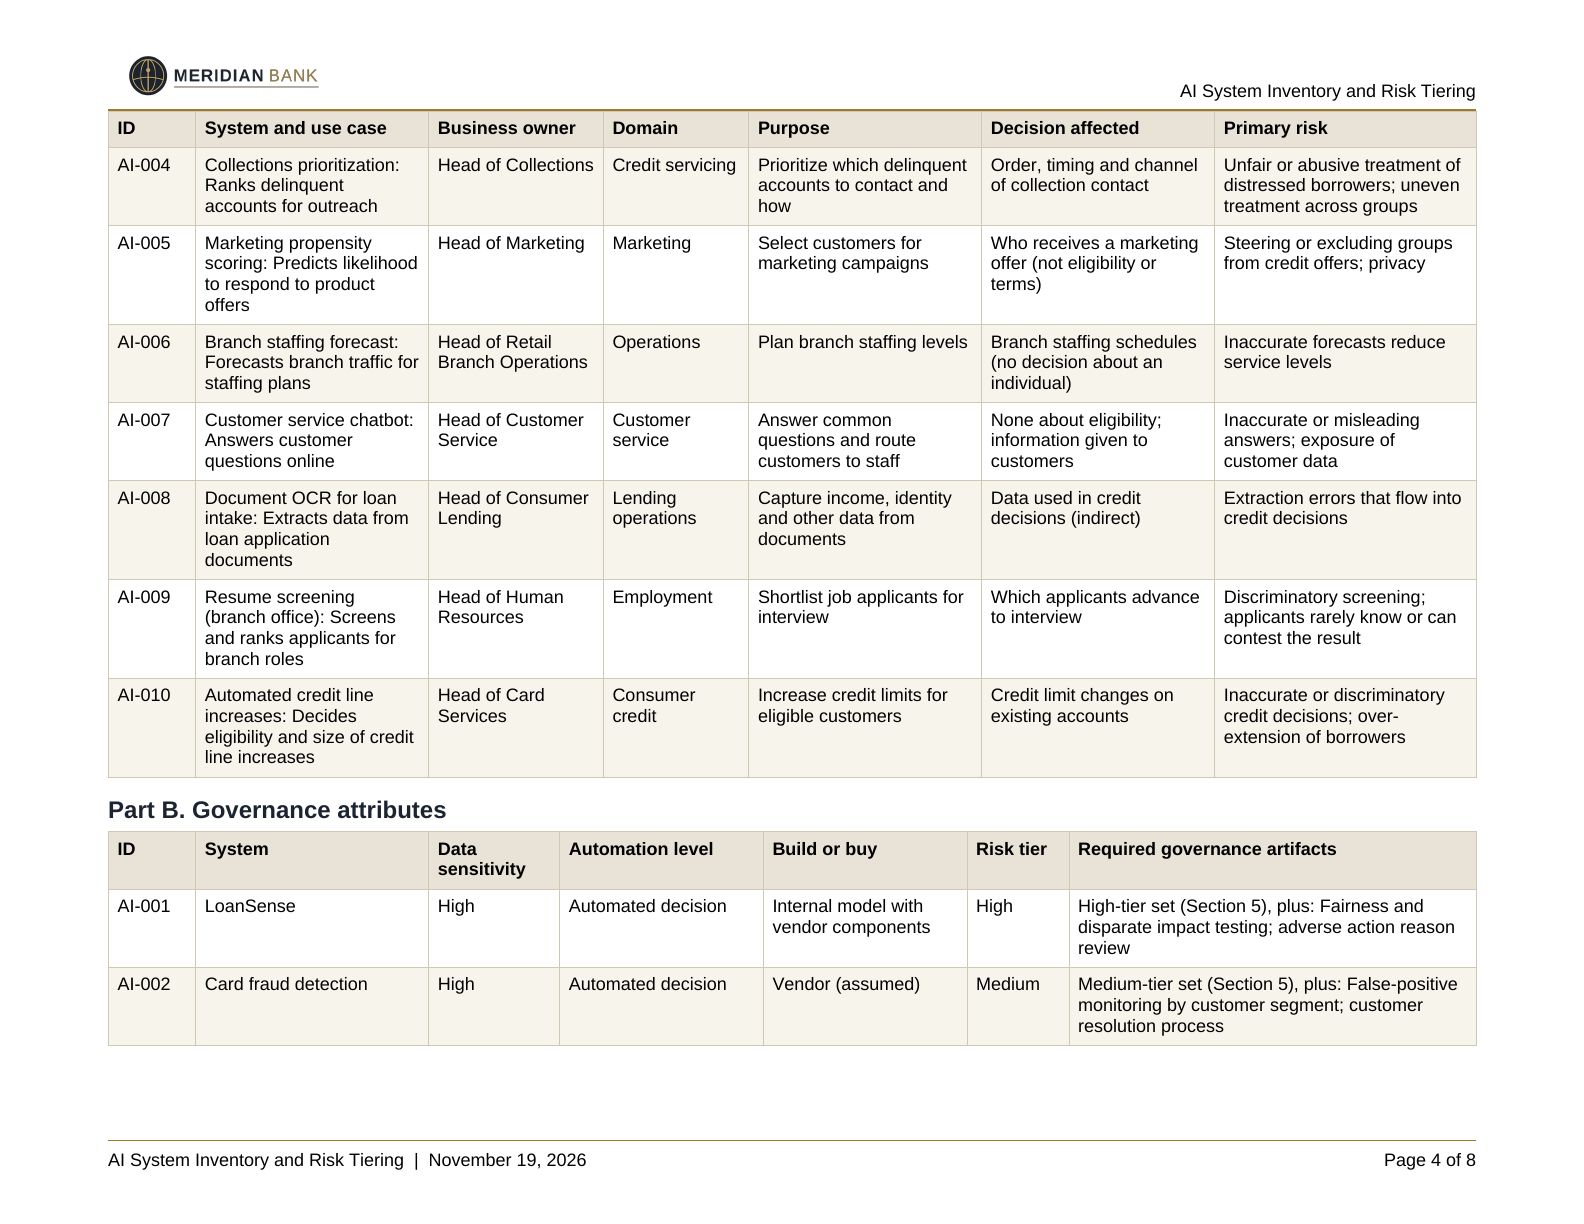 MERIDIAN BANK
AI System Inventory and Risk Tiering
ID System and use case Business owner Domain Purpose Decision affected Primary risk
AI-004 Collections prioritization: Head of Collections Credit servicing Prioritize which delinquent Order, timing and channel Unfair or abusive treatment of
Ranks delinquent accounts to contact and of collection contact distressed borrowers; uneven
accounts for outreach how treatment across groups
AI-005 Marketing propensity Head of Marketing Marketing Select customers for Who receives a marketing Steering or excluding groups
scoring: Predicts likelihood marketing campaigns offer (not eligibility or from credit offers; privacy
to respond to product terms)
offers
AI-006 Branch staffing forecast: Head of Retail Operations Plan branch staffing levels Branch staffing schedules Inaccurate forecasts reduce
Forecasts branch traffic for Branch Operations (no decision about an service levels
staffing plans individual)
AI-007 Customer service chatbot: Head of Customer Customer Answer common None about eligibility; Inaccurate or misleading
Answers customer Service service questions and route information given to answers; exposure of
questions online customers to staff customers customer data
AI-008 Document OCR for loan Head of Consumer Lending Capture income, identity Data used in credit Extraction errors that flow into
intake: Extracts data from Lending operations and other data from decisions (indirect) credit decisions
loan application documents
documents
AI-009 Resume screening Head of Human Employment Shortlist job applicants for Which applicants advance Discriminatory screening;
(branch office): Screens Resources interview to interview applicants rarely know or can
and ranks applicants for contest the result
branch roles
AI-010 Automated credit line Head of Card Consumer Increase credit limits for Credit limit changes on Inaccurate or discriminatory
increases: Decides Services credit eligible customers existing accounts credit decisions; over-
eligibility and size of credit extension of borrowers
line increases
Part B. Governance attributes
ID System Data Automation level Build or buy Risk tier Required governance artifacts
sensitivity
AI-001 LoanSense High Automated decision Internal model with High High-tier set (Section 5), plus: Fairness and
vendor components disparate impact testing; adverse action reason
review
AI-002 Card fraud detection High Automated decision Vendor (assumed) Medium Medium-tier set (Section 5), plus: False-positive
monitoring by customer segment; customer
resolution process
AI System Inventory and Risk Tiering | November 19, 2026 Page 4 of 8